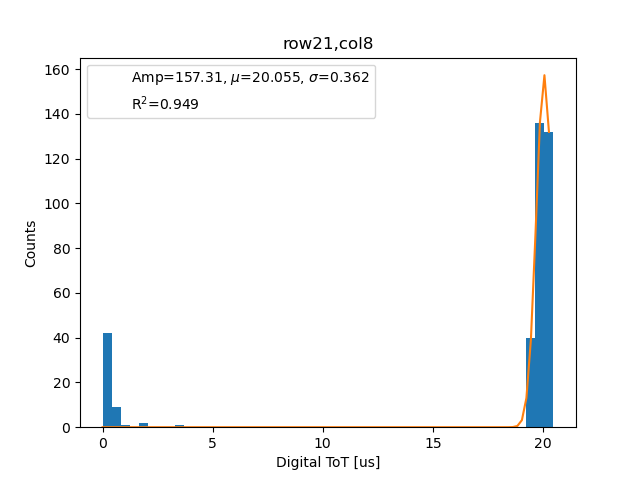 row21,col8
Amp=157.31, μ=20.055, σ=0.362
R²=0.949
160
140
120
100
80
60
40
20
0
Counts
0 5 10 15 20
Digital ToT [us]